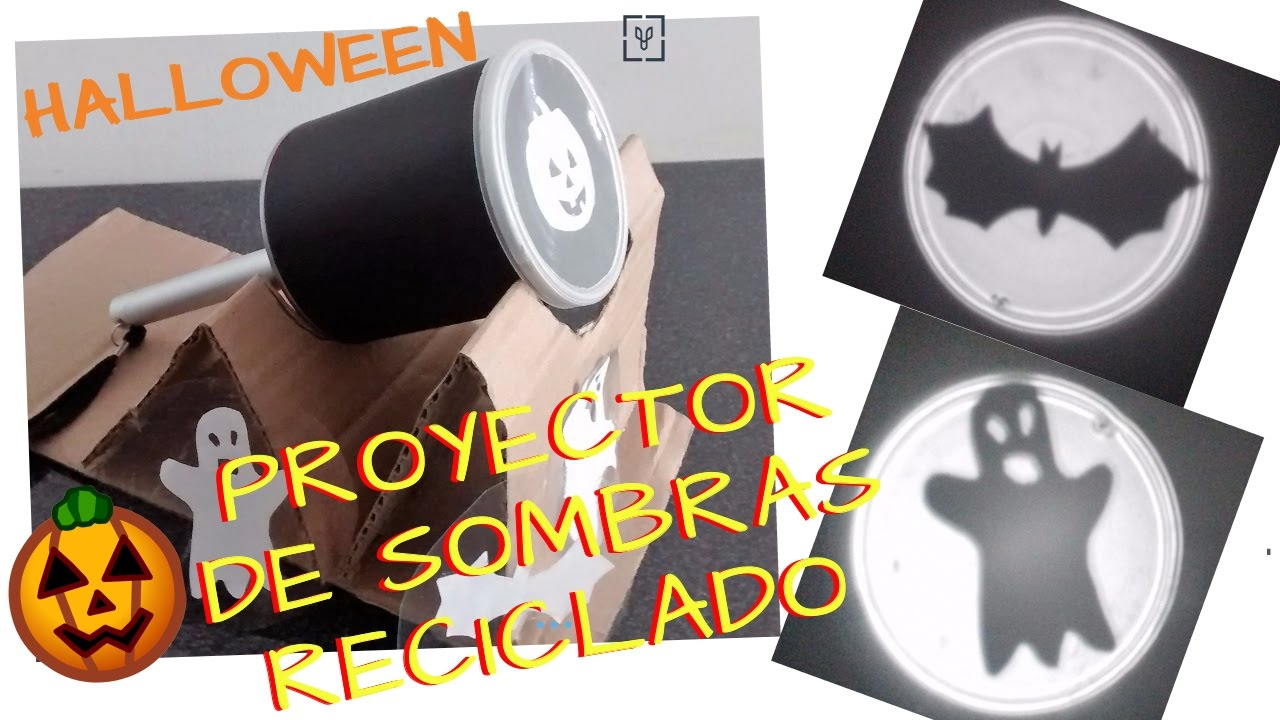 HALLOWEEN
PROYECTOR
DE SOMBRAS
RECICLADO